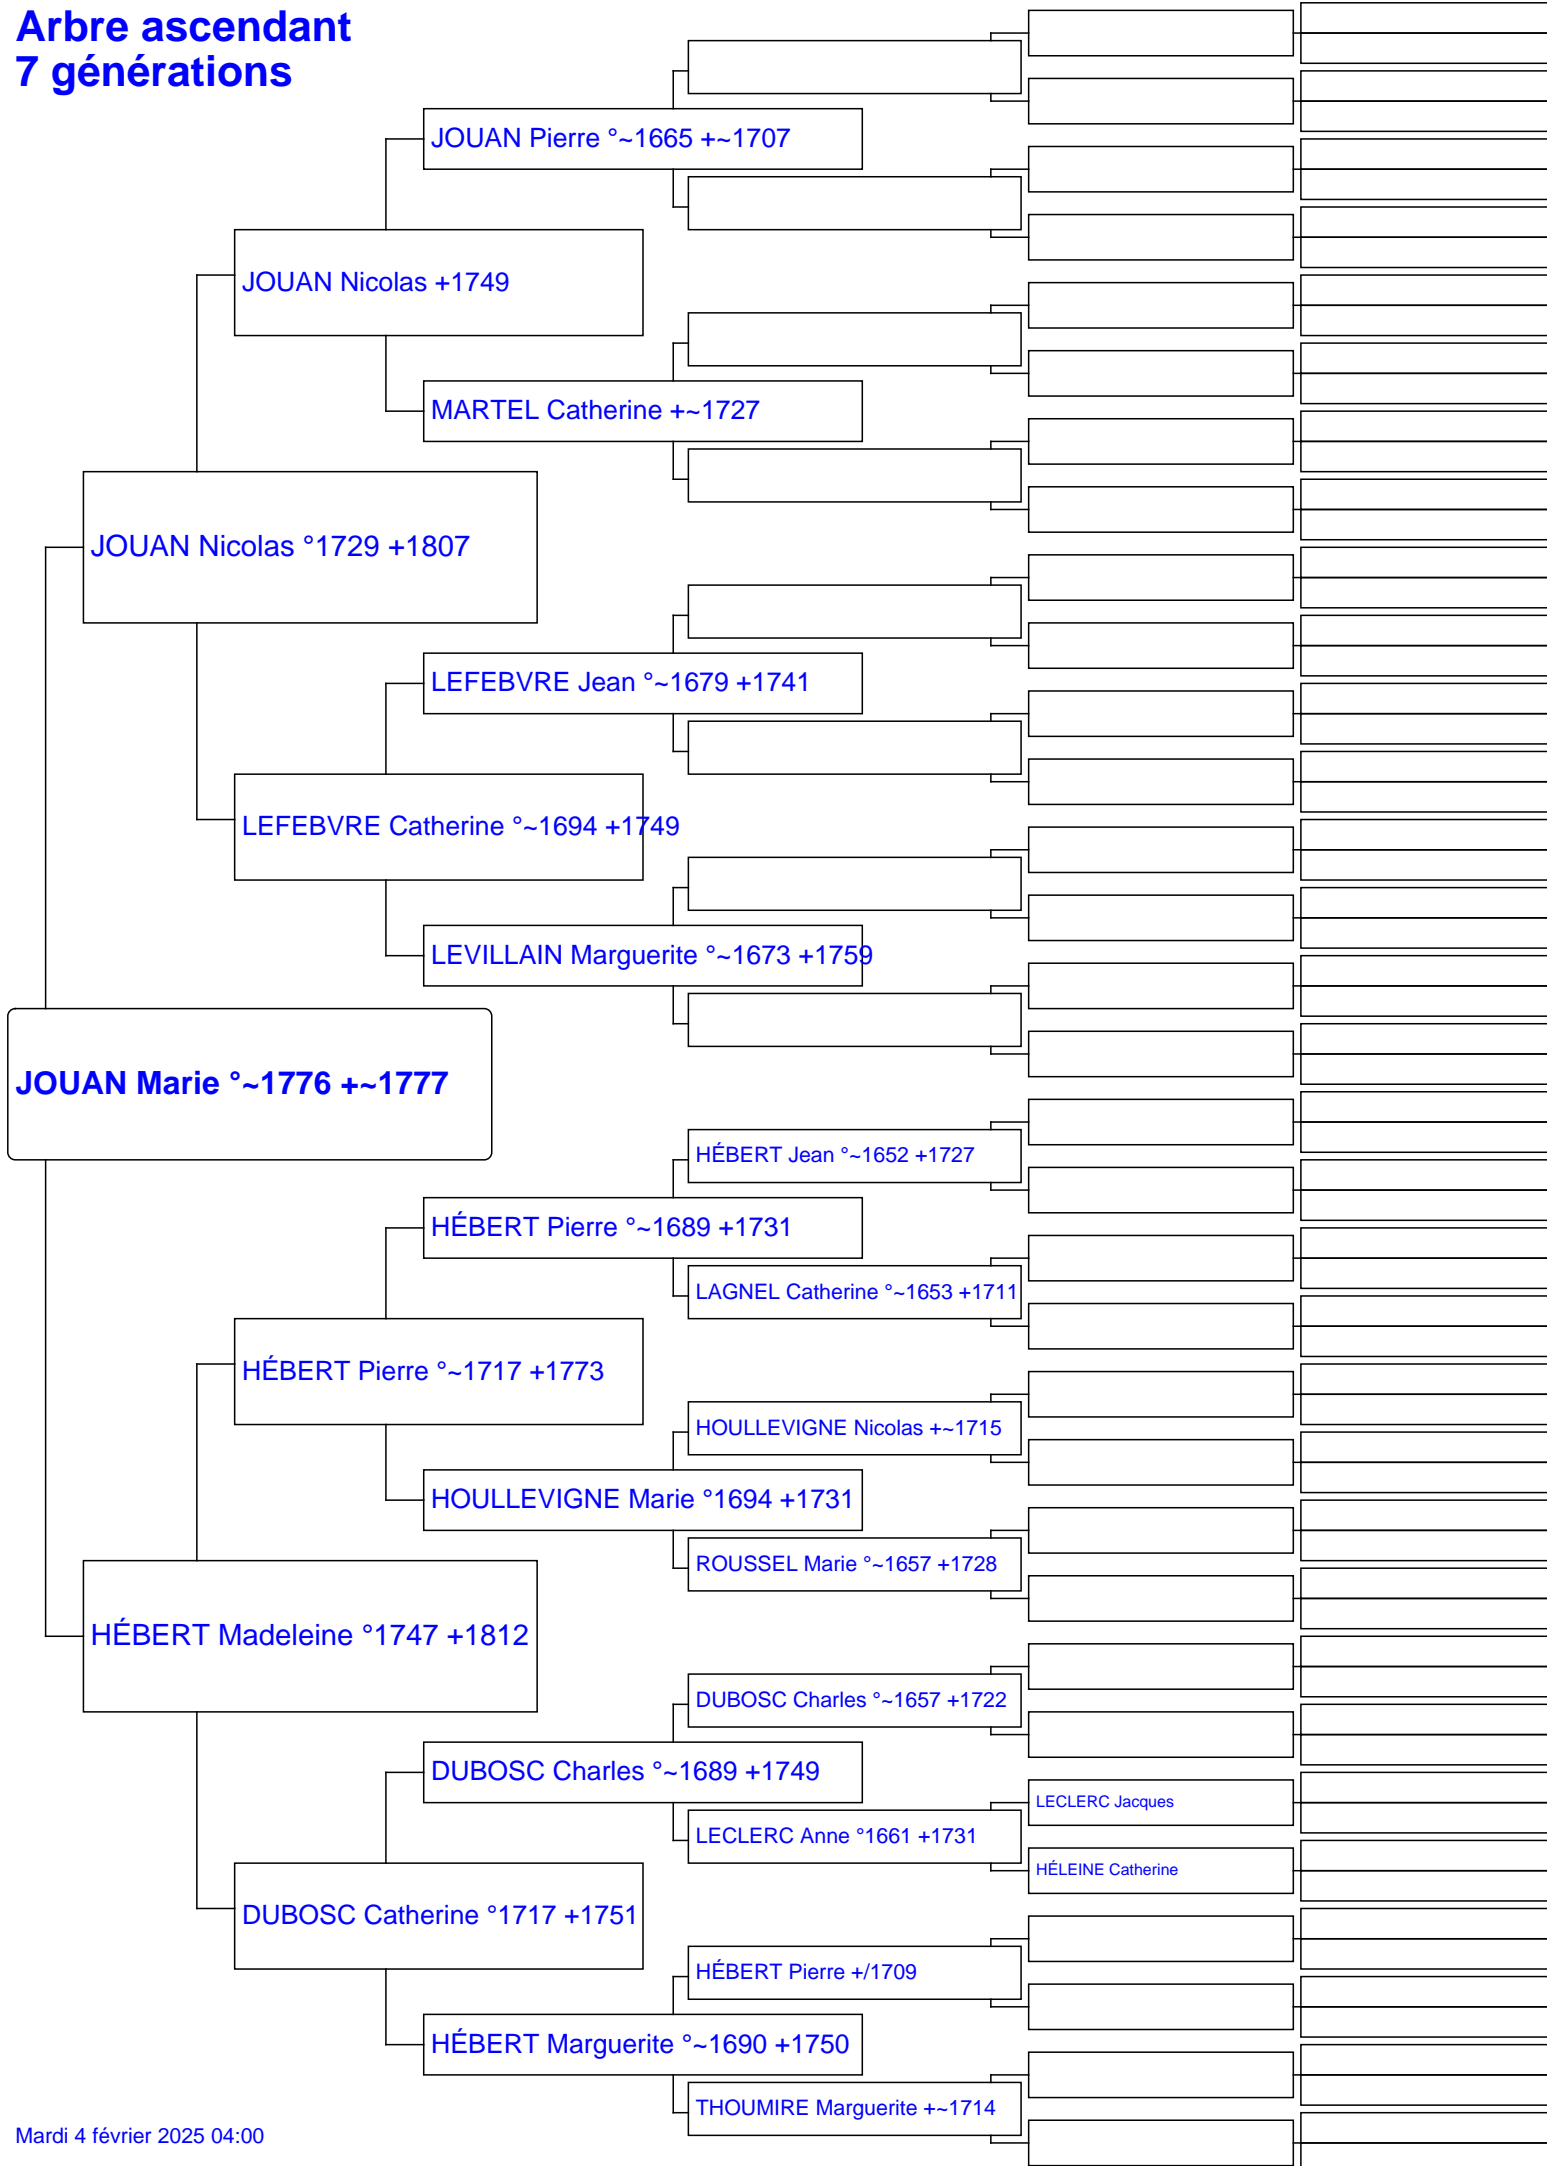 Arbre ascendant
7 générations
JOUAN Pierre °~1665 +~1707
JOUAN Nicolas +1749
MARTEL Catherine +~1727
JOUAN Nicolas °1729 +1807
LEFEBVRE Jean °~1679 +1741
LEFEBVRE Catherine °~1694 +1749
LEVILLAIN Marguerite °~1673 +1759
JOUAN Marie °~1776 +~1777
HÉBERT Jean °~1652 +1727
HÉBERT Pierre °~1689 +1731
LAGNEL Catherine °~1653 +1711
HÉBERT Pierre °~1717 +1773
HOULLEVIGNE Nicolas +~1715
HOULLEVIGNE Marie °1694 +1731
ROUSSEL Marie °~1657 +1728
HÉBERT Madeleine °1747 +1812
DUBOSC Charles °~1657 +1722
DUBOSC Charles °~1689 +1749
LECLERC Jacques
LECLERC Anne °1661 +1731
HÉLEINE Catherine
DUBOSC Catherine °1717 +1751
HÉBERT Pierre +/1709
HÉBERT Marguerite °~1690 +1750
THOUMIRE Marguerite +~1714
Mardi 4 février 2025 04:00